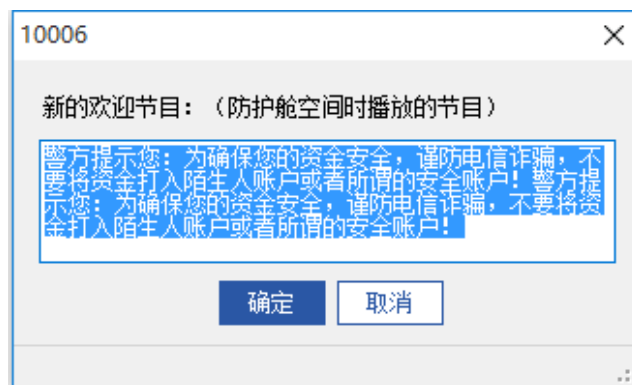 10006
新的欢迎节目：（防护舱空间时播放的节目）
警方提示您：为确保您的资金安全，谨防电信诈骗，不
要将资金打入陌生人账户或者所谓的安全账户！警方提
示您：为确保您的资金安全，谨防电信诈骗，不要将资
金打入陌生人账户或者所谓的安全账户！
确定
取消